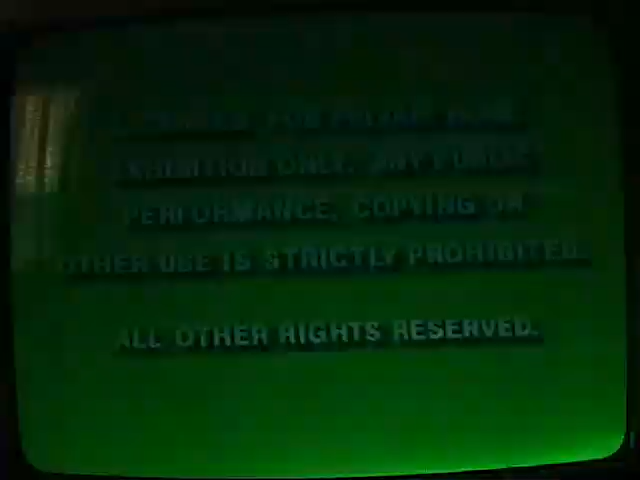 LICENSED FOR PRIVATE HOME
EXHIBITION ONLY. ANY PUBLIC
PERFORMANCE, COPYING OR
OTHER USE IS STRICTLY PROHIBITED.
ALL OTHER RIGHTS RESERVED.